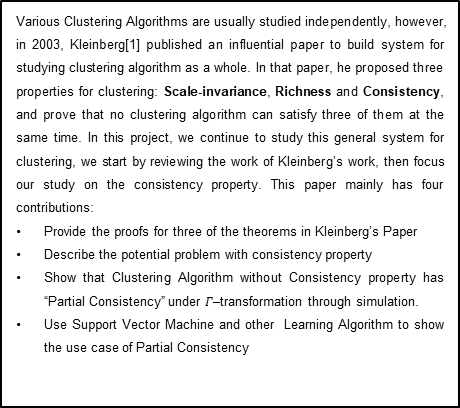 Various Clustering Algorithms are usually studied independently, however,
in 2003, Kleinberg[1] published an influential paper to build system for
studying clustering algorithm as a whole. In that paper, he proposed three
properties for clustering: Scale-invariance, Richness and Consistency,
and prove that no clustering algorithm can satisfy three of them at the
same time. In this project, we continue to study this general system for
clustering, we start by reviewing the work of Kleinberg's work, then focus
our study on the consistency property. This paper mainly has four
contributions:
• Provide the proofs for three of the theorems in Kleinberg's Paper
• Describe the potential problem with consistency property
• Show that Clustering Algorithm without Consistency property has
“Partial Consistency” under Γ–transformation through simulation.
• Use Support Vector Machine and other Learning Algorithm to show
the use case of Partial Consistency